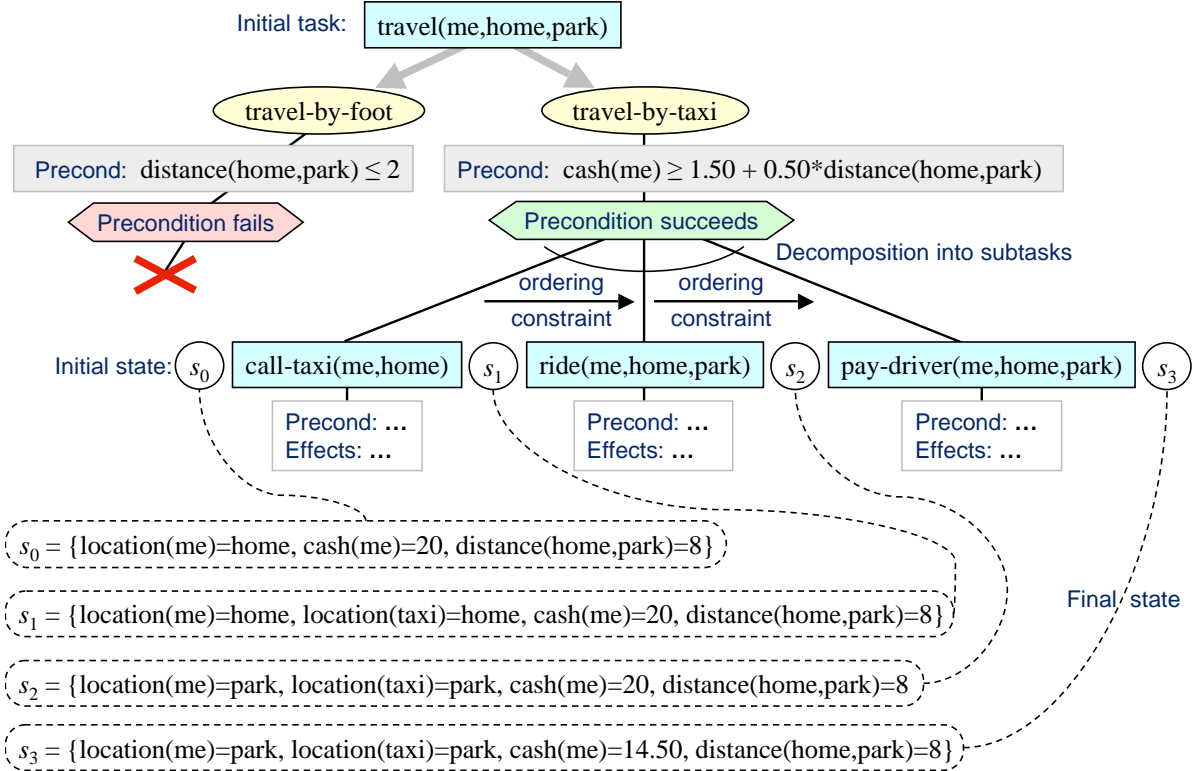 Initial task: travel(me,home,park)
travel-by-foot travel-by-taxi
Precond: distance(home,park) ≤ 2 Precond: cash(me) ≥ 1.50 + 0.50*distance(home,park)
Precondition fails Precondition succeeds
Decomposition into subtasks
ordering ordering
constraint constraint
Initial state: s0 call-taxi(me,home) s1 ride(me,home,park) s2 pay-driver(me,home,park) s3
Precond: ... Precond: ... Precond: ...
Effects: ... Effects: ... Effects: ...
s0 = {location(me)=home, cash(me)=20, distance(home,park)=8}
s1 = {location(me)=home, location(taxi)=home, cash(me)=20, distance(home,park)=8}
Final state
s2 = {location(me)=park, location(taxi)=park, cash(me)=20, distance(home,park)=8
s3 = {location(me)=park, location(taxi)=park, cash(me)=14.50, distance(home,park)=8}